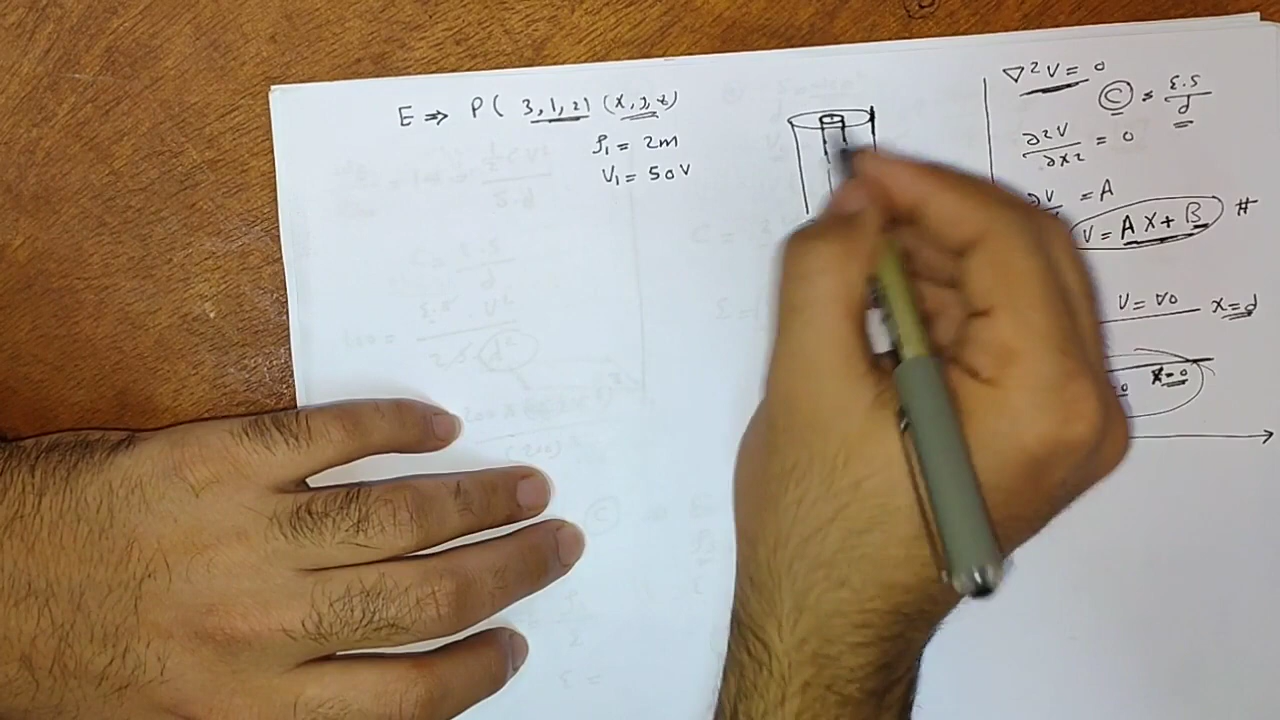 E ⇒ P( 3,1,2) (x,y,z)
ρ₁ = 2m
V₁ = 50V
∇2V = 0
C = ε.S / d
∂2V / ∂x2 = 0
∂V = A
V = AX + B #
V = V0 x=d
x=0